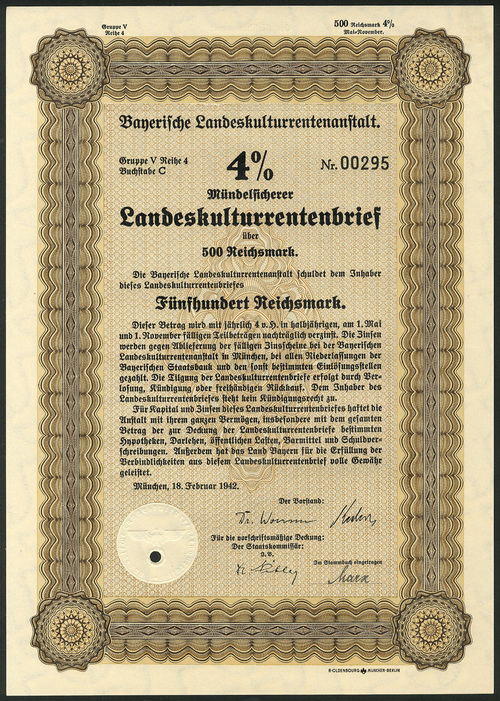 Gruppe V
Reihe 4
500 Reichsmark 4%
Mai-November.
Bayerische Landeskulturrentenanstalt.
Gruppe V Reihe 4
Buchstabe C
4%
Nr. 00295
Mündelsicherer
Landeskulturrentenbrief
über
500 Reichsmark.
Die Bayerische Landeskulturrentenanstalt schuldet dem Inhaber
dieses Landeskulturrentenbriefes
Fünfhundert Reichsmark.
Dieser Betrag wird mit jährlich 4 v. H. in halbjährigen, am 1. Mai
und 1. November fälligen Teilbeträgen nachträglich verzinst. Die Zinsen
werden gegen Ablieferung der fälligen Zinsscheine bei der Bayerischen
Landeskulturrentenanstalt in München, bei allen Niederlassungen der
Bayerischen Staatsbank und den sonst bestimmten Einlösungsstellen
gezahlt. Die Tilgung der Landeskulturrentenbriefe erfolgt durch Ver-
losung, Kündigung oder freihändigen Rückkauf. Dem Inhaber des
Landeskulturrentenbriefes steht kein Kündigungsrecht zu.
Für Kapital und Zinsen dieses Landeskulturrentenbriefes haftet die
Anstalt mit ihrem ganzen Vermögen, insbesondere mit dem gesamten
Betrag der zur Deckung der Landeskulturrentenbriefe bestimmten
Hypotheken, Darlehen, öffentlichen Lasten, Barmittel und Schuldver-
schreibungen. Außerdem hat das Land Bayern für die Erfüllung der
Verbindlichkeiten aus diesem Landeskulturrentenbrief volle Gewähr
geleistet.
München, 18. Februar 1942.
Der Vorstand:
Für die vorschriftsmäßige Deckung:
Der Staatskommissär:
Im Stammbuch eingetragen
Marx
R. OLDENBOURG MÜNCHEN-BERLIN